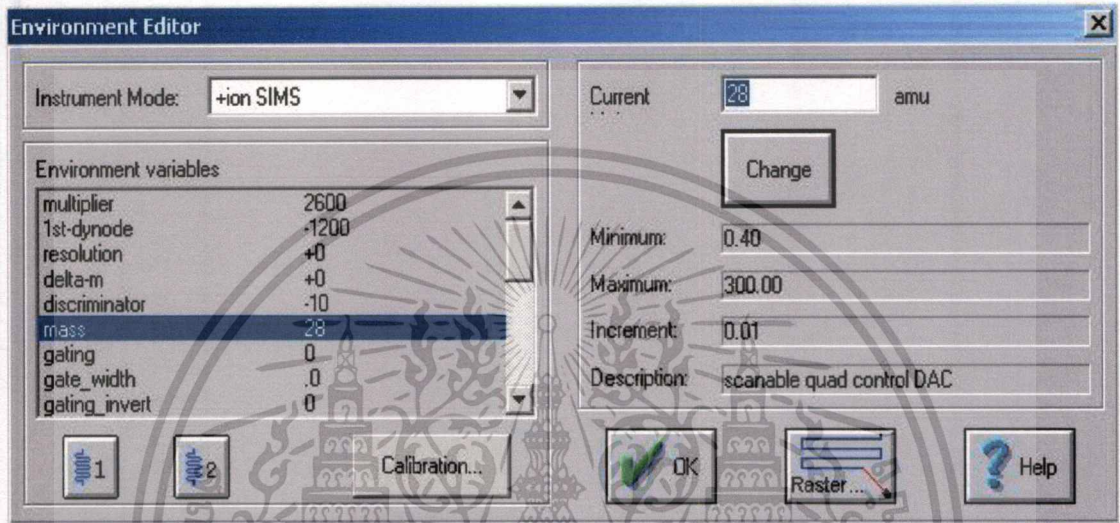 Environment Editor
Instrument Mode: +ion SIMS
Environment variables
multiplier 2600
1st-dynode -1200
resolution +0
delta-m +0
discriminator -10
mass 28
gating 0
gate_width .0
gating_invert 0
1
2
Calibration...
Current 28 amu
Change
Minimum: 0.40
Maximum: 300.00
Increment: 0.01
Description: scanable quad control DAC
OK
Raster...
Help